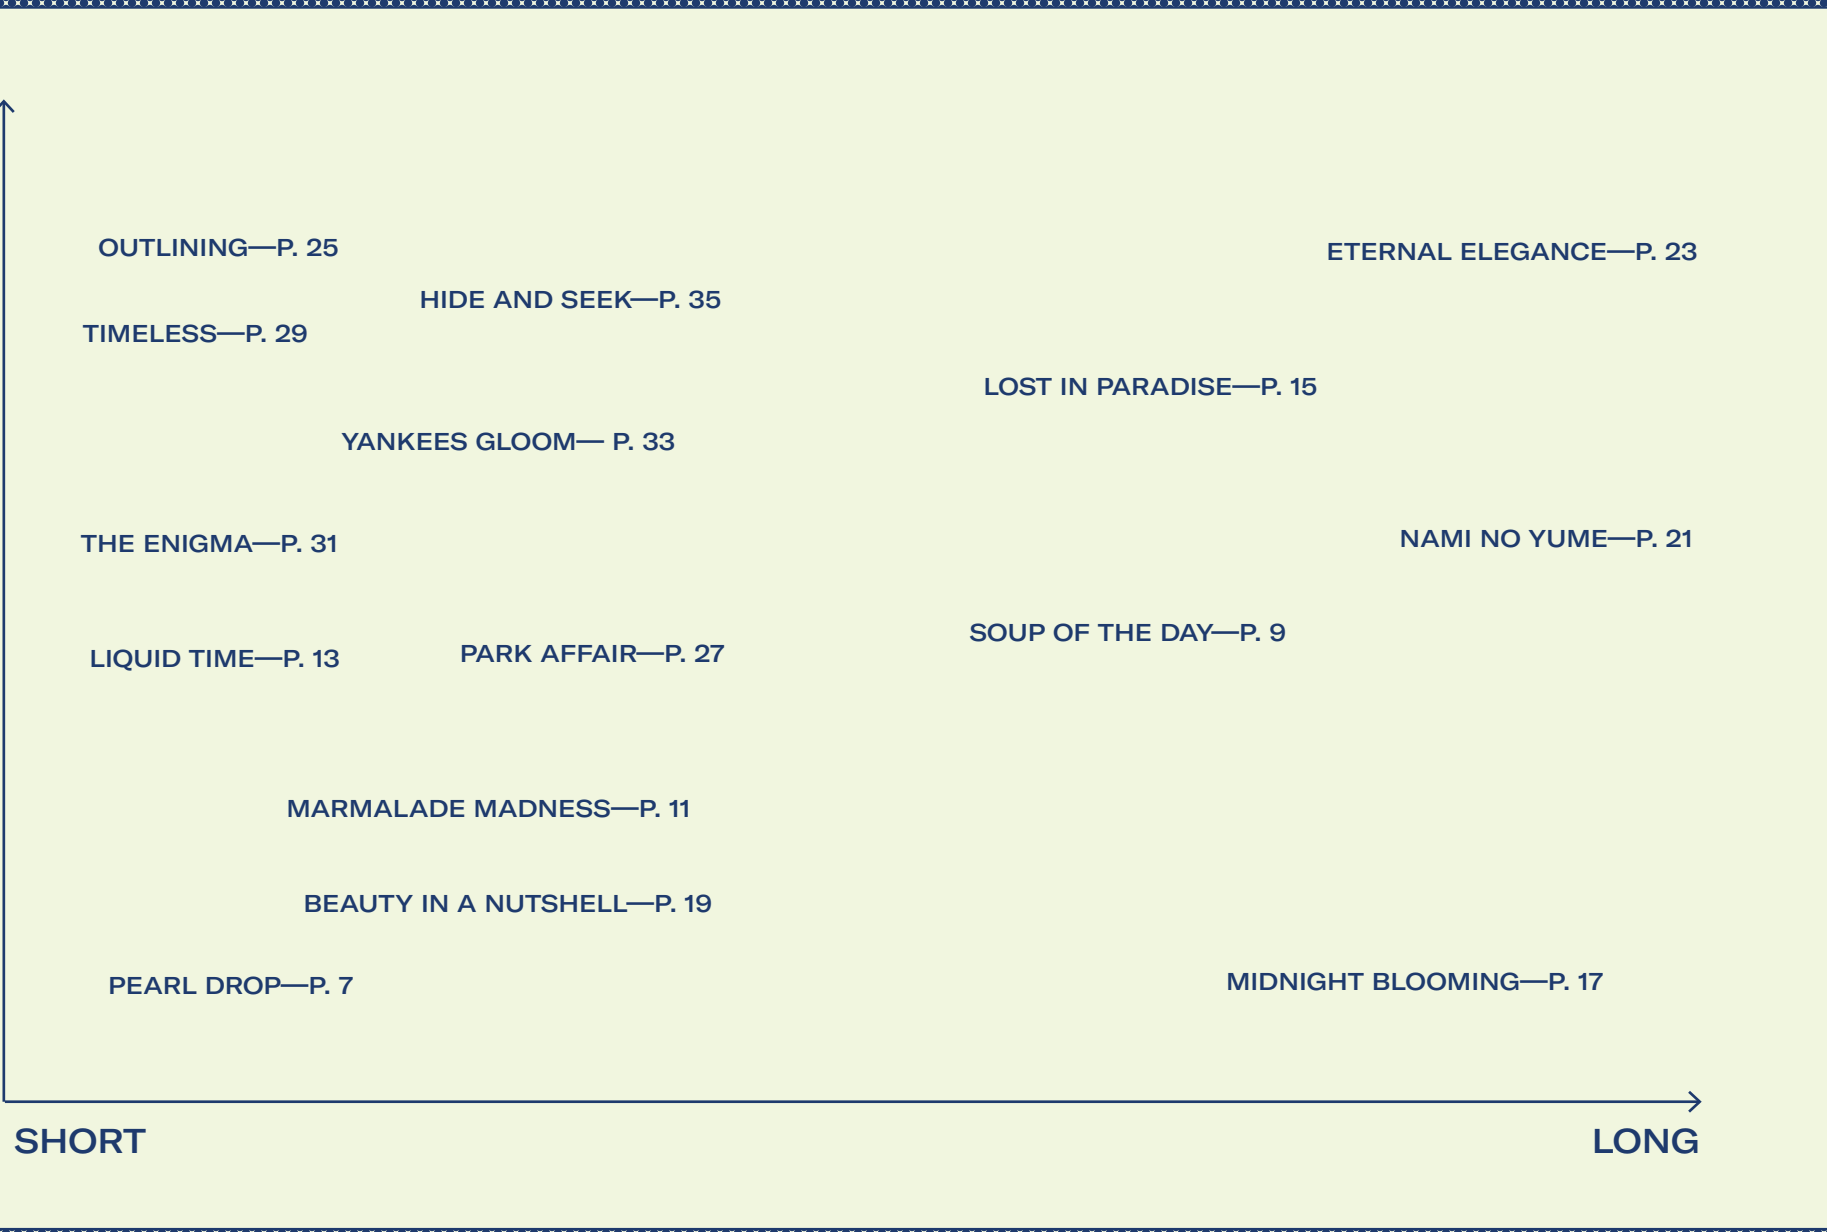 OUTLINING—P. 25
ETERNAL ELEGANCE—P. 23
HIDE AND SEEK—P. 35
TIMELESS—P. 29
LOST IN PARADISE—P. 15
YANKEES GLOOM— P. 33
THE ENIGMA—P. 31
NAMI NO YUME—P. 21
SOUP OF THE DAY—P. 9
LIQUID TIME—P. 13
PARK AFFAIR—P. 27
MARMALADE MADNESS—P. 11
BEAUTY IN A NUTSHELL—P. 19
PEARL DROP—P. 7
MIDNIGHT BLOOMING—P. 17
SHORT
LONG